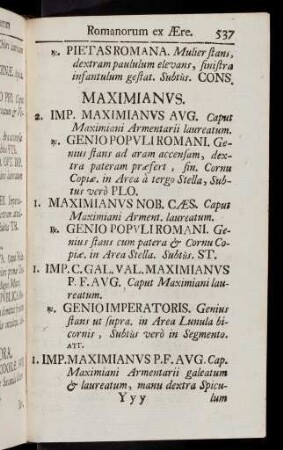 Romanorum ex Ære. 537
℞. PIETAS ROMANA. Mulier stans,
dextram paululum elevans, sinistra
infantulum gestat. Subtùs. CONS.
MAXIMIANVS.
2. IMP. MAXIMIANVS AVG. Caput
Maximiani Armentarii laureatum.
℞. GENIO POPVLI ROMANI. Ge-
nius stans ad aram accensam, dex-
tra pateram præfert, sin. Cornu
Copiæ. in Area à tergo Stella, Sub-
tus verò PLO.
1. MAXIMIANVS NOB. CÆS. Caput
Maximiani Arment. laureatum.
℞. GENIO POPVLI ROMANI. Ge-
nius stans cum patera & Cornu Co-
piæ. in Area Stella. Subtùs. ST.
1. IMP. C. GAL. VAL. MAXIMIANVS
P. F. AVG. Caput Maximiani lau-
reatum.
℞. GENIO IMPERATORIS. Genius
stans ut supra. in Area Lunula bi-
cornis, Subtùs verò in Segmento.
1. IMP. MAXIMIANVS P.F. AVG. Cap.
Maximiani Armentarii galeatum
& laureatum, manu dextra Spicu-
Y y y lum